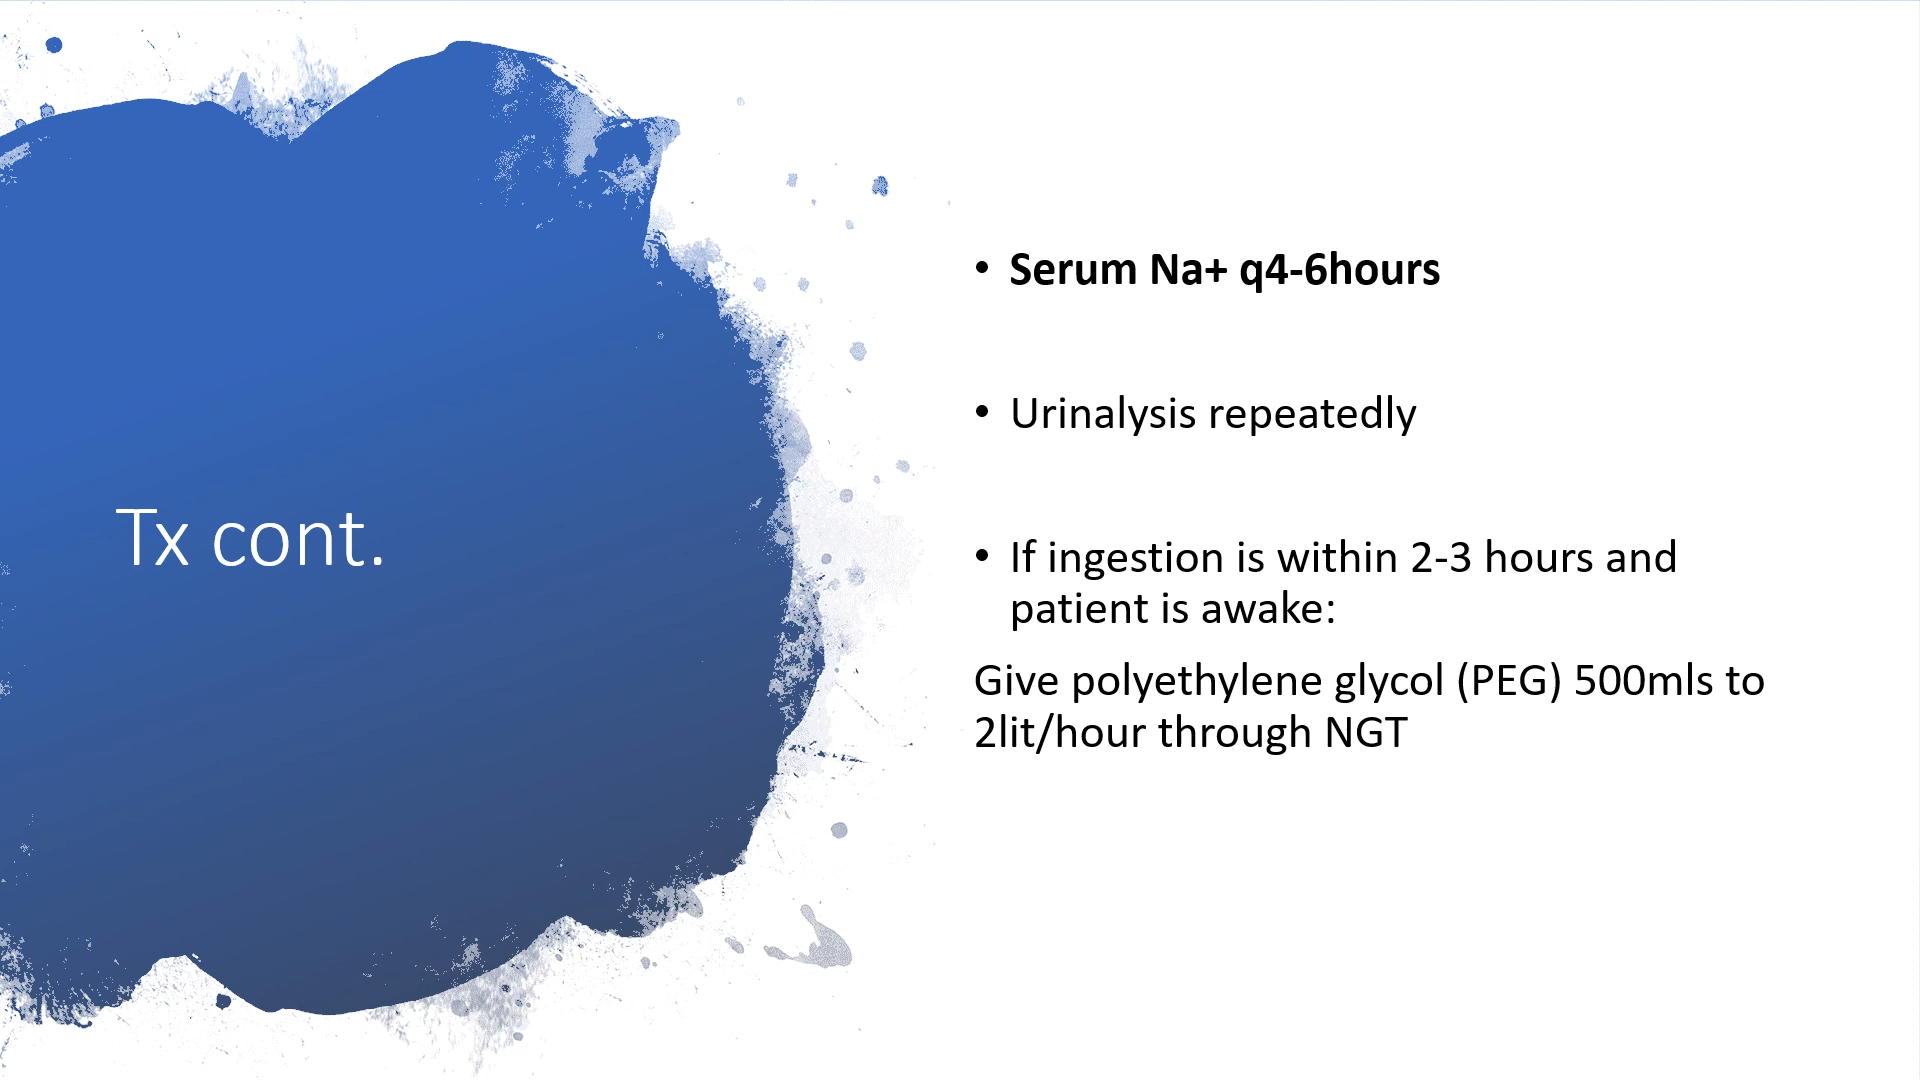 Tx cont.
• Serum Na+ q4-6hours
• Urinalysis repeatedly
• If ingestion is within 2-3 hours and
patient is awake:
Give polyethylene glycol (PEG) 500mls to
2lit/hour through NGT